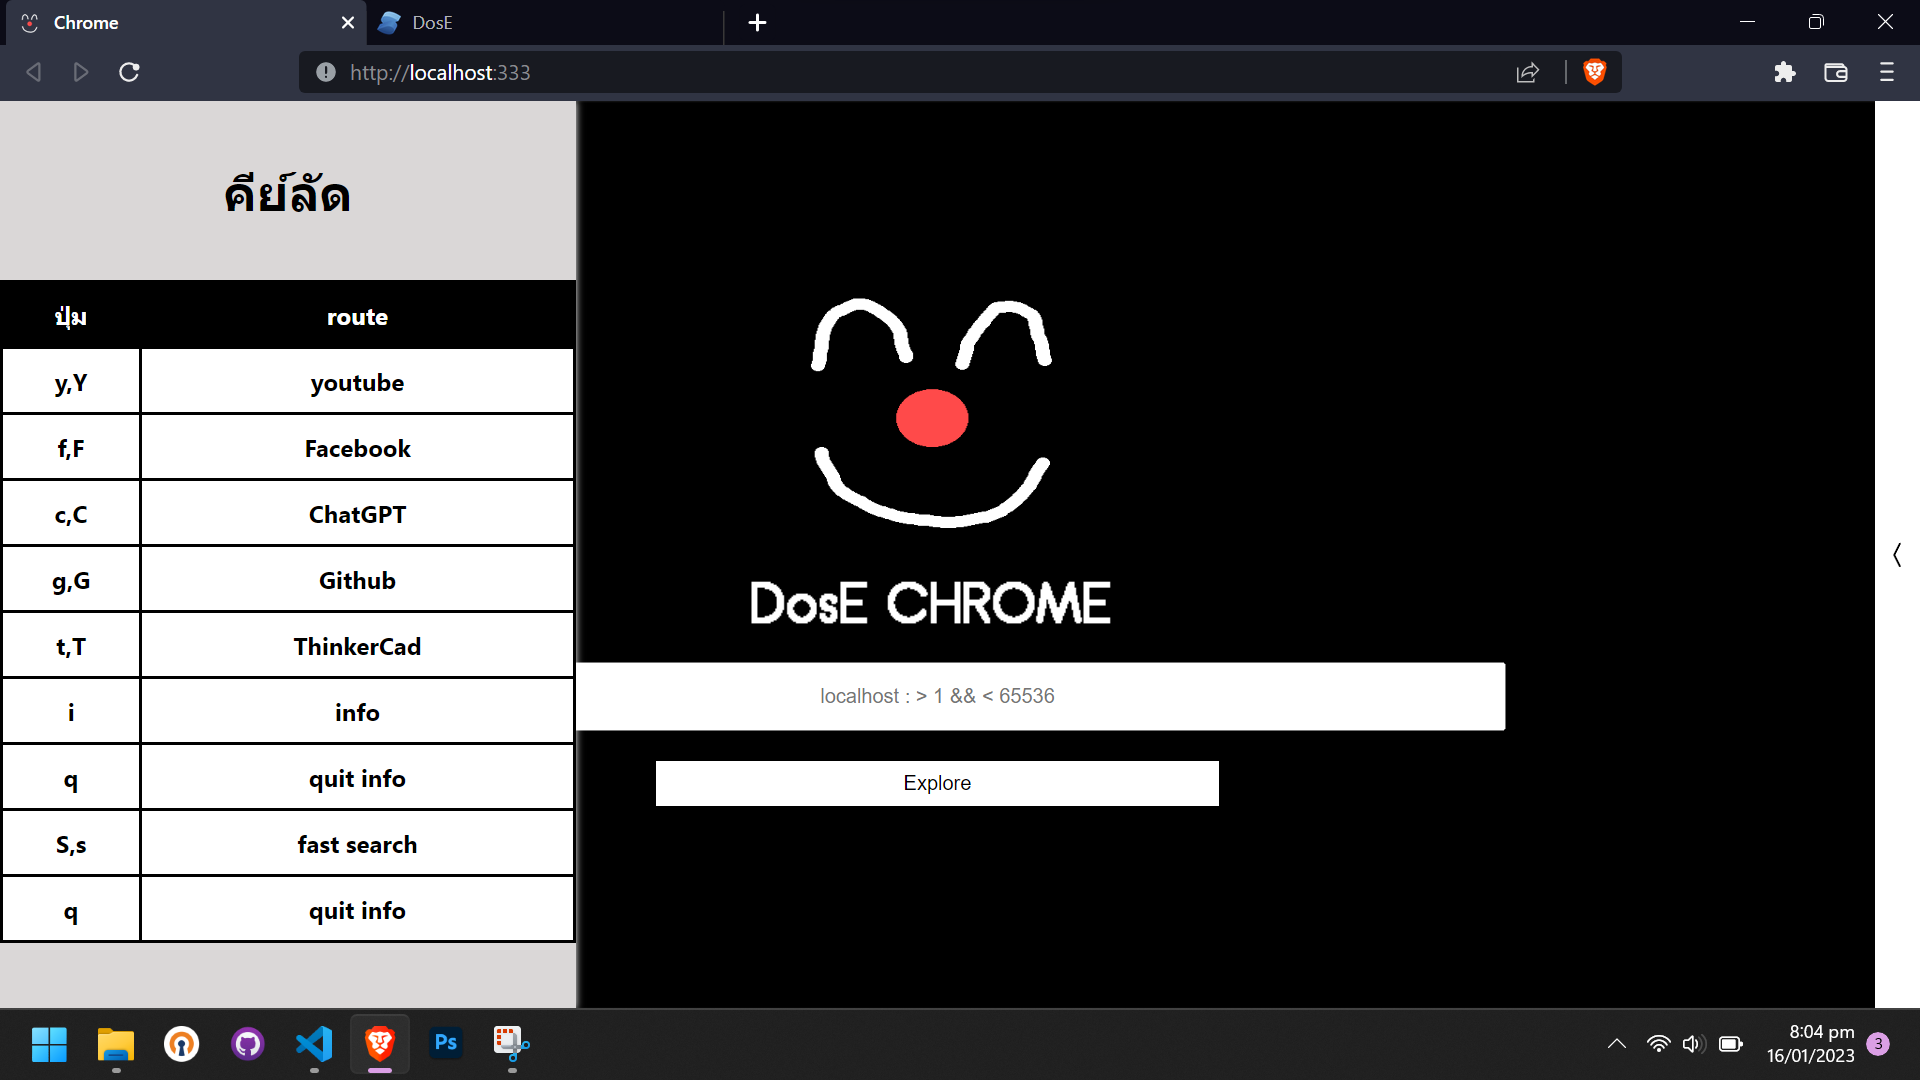 Chrome
DosE
http://localhost:333
คีย์ลัด
ปุ่ม route
y,Y youtube
f,F Facebook
c,C ChatGPT
g,G Github
t,T ThinkerCad
i info
q quit info
S,s fast search
q quit info
DosE CHROME
localhost : > 1 && < 65536
Explore
Ps
8:04 pm
16/01/2023
3